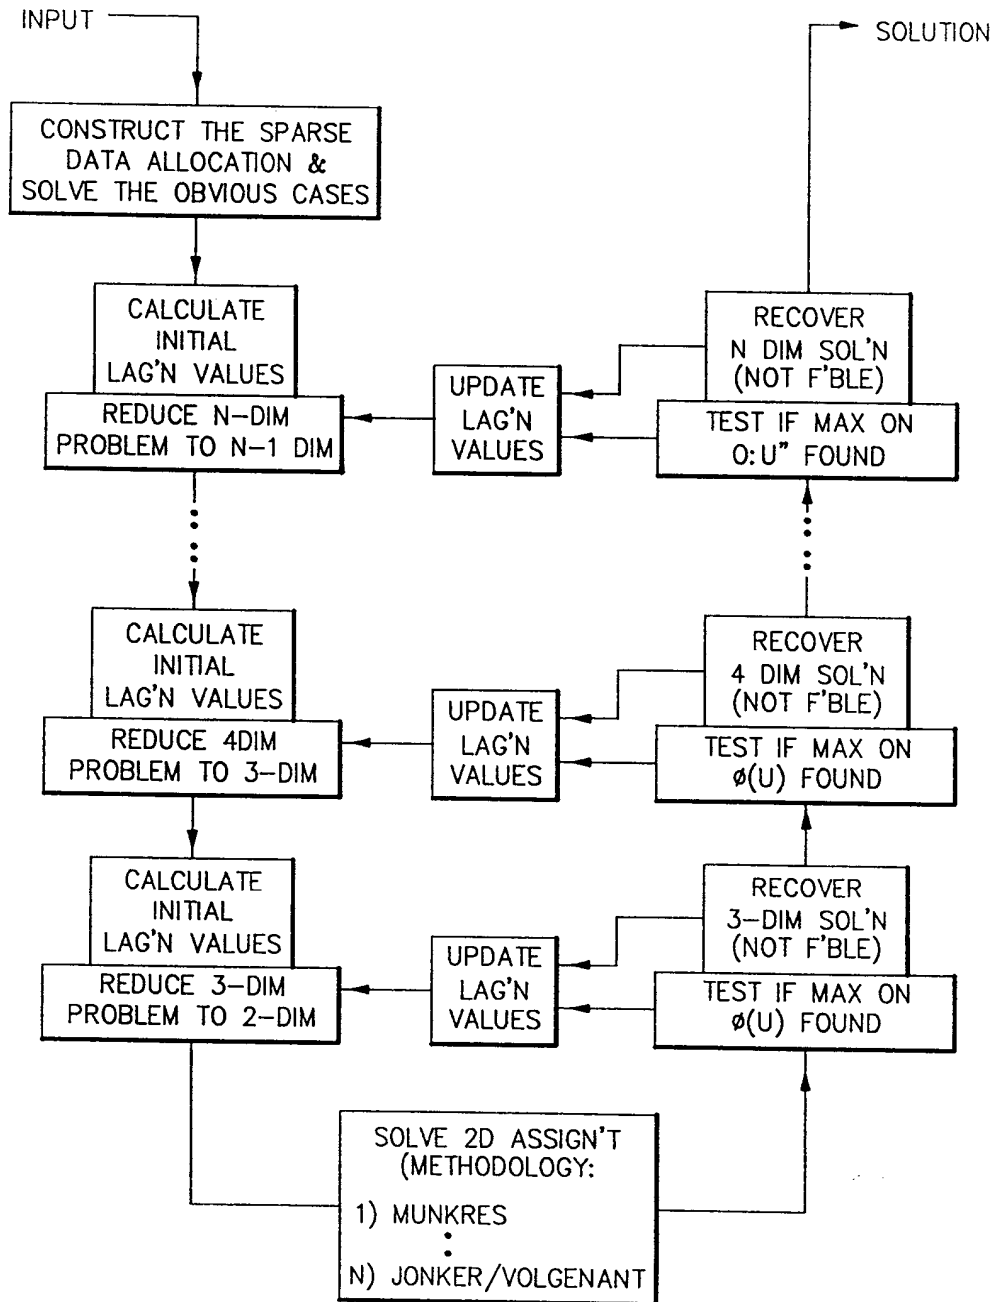 INPUT
SOLUTION
CONSTRUCT THE SPARSE
DATA ALLOCATION &
SOLVE THE OBVIOUS CASES
CALCULATE
INITIAL
LAG'N VALUES
REDUCE N-DIM
PROBLEM TO N-1 DIM
UPDATE
LAG'N
VALUES
RECOVER
N DIM SOL'N
(NOT F'BLE)
TEST IF MAX ON
O:U" FOUND
CALCULATE
INITIAL
LAG'N VALUES
REDUCE 4DIM
PROBLEM TO 3-DIM
UPDATE
LAG'N
VALUES
RECOVER
4 DIM SOL'N
(NOT F'BLE)
TEST IF MAX ON
ø(U) FOUND
CALCULATE
INITIAL
LAG'N VALUES
REDUCE 3-DIM
PROBLEM TO 2-DIM
UPDATE
LAG'N
VALUES
RECOVER
3-DIM SOL'N
(NOT F'BLE)
TEST IF MAX ON
ø(U) FOUND
SOLVE 2D ASSIGN'T
(METHODOLOGY:
1) MUNKRES
N) JONKER/VOLGENANT